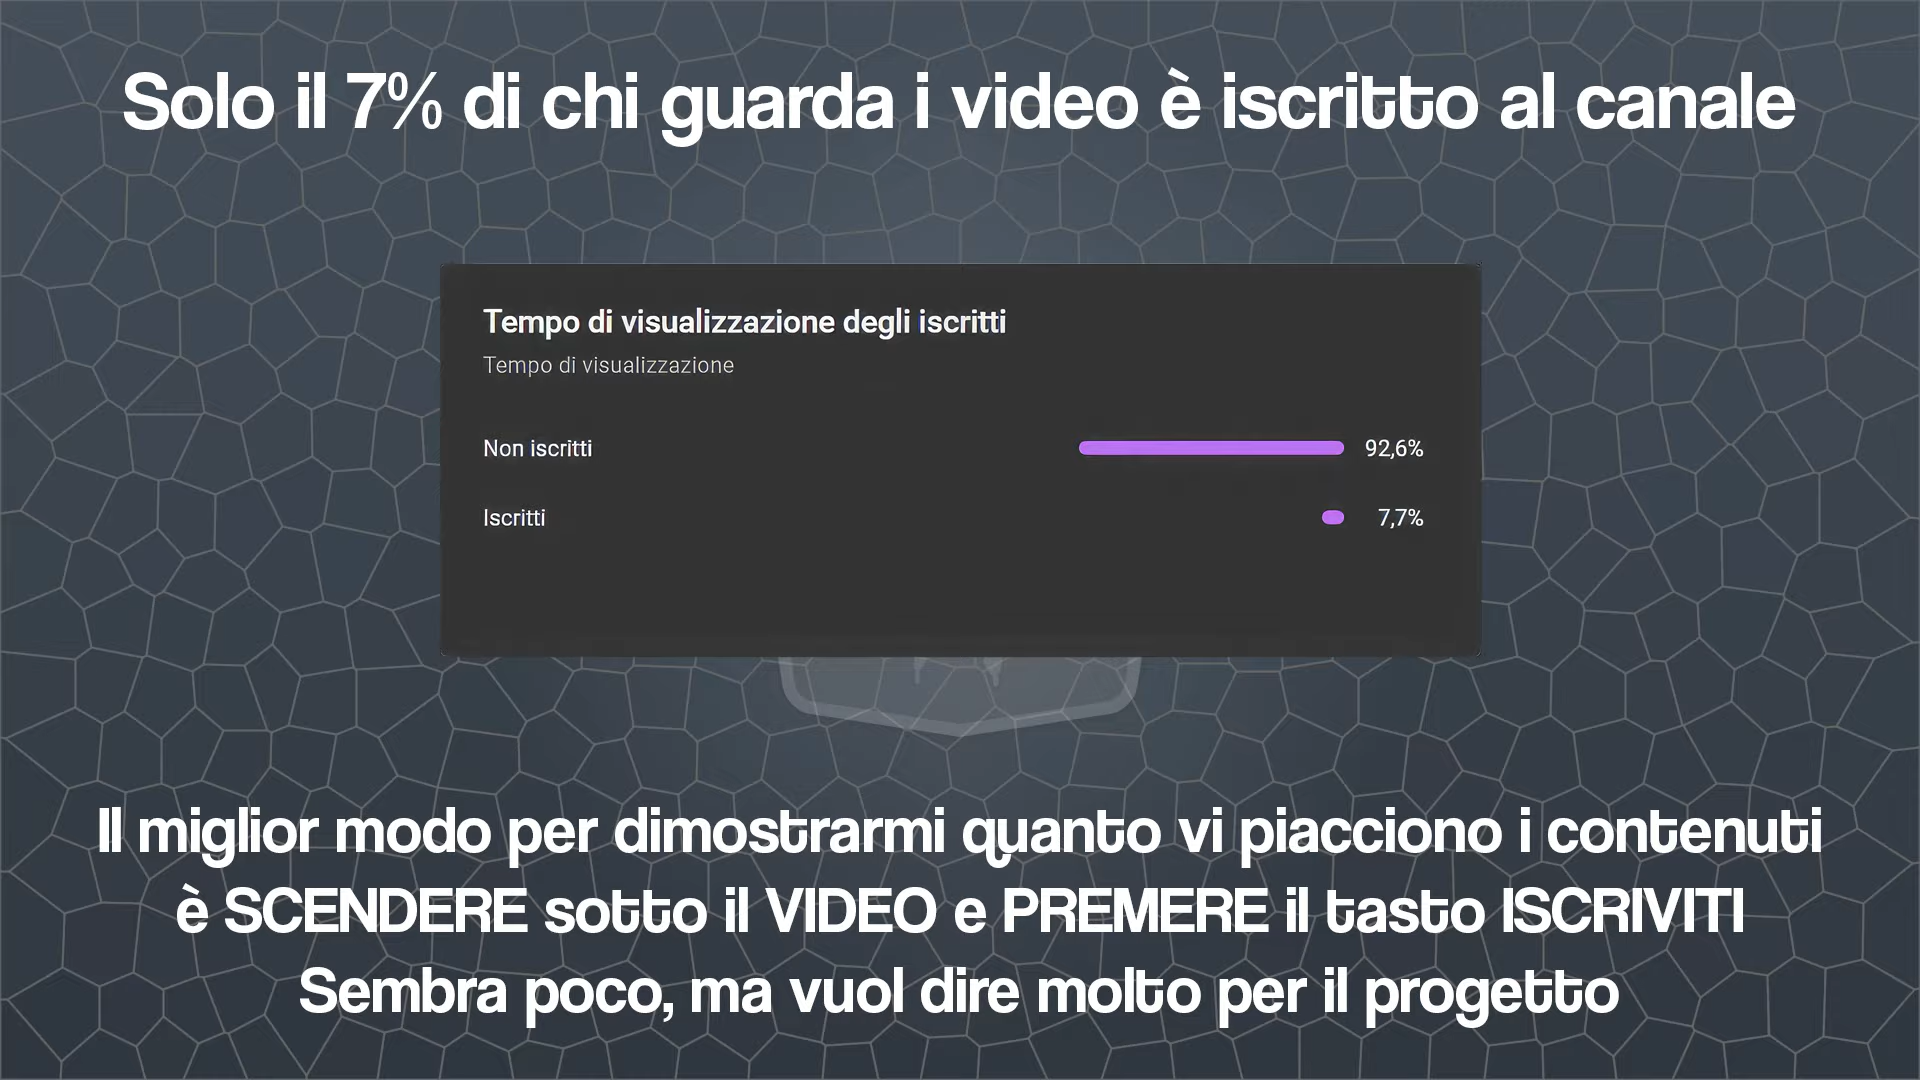 Solo il 7% di chi guarda i video è iscritto al canale
Tempo di visualizzazione degli iscritti
Tempo di visualizzazione
Non iscritti 92,6%
Iscritti 7,7%
Il miglior modo per dimostrarmi quanto vi piacciono i contenuti
è SCENDERE sotto il VIDEO e PREMERE il tasto ISCRIVITI
Sembra poco, ma vuol dire molto per il progetto